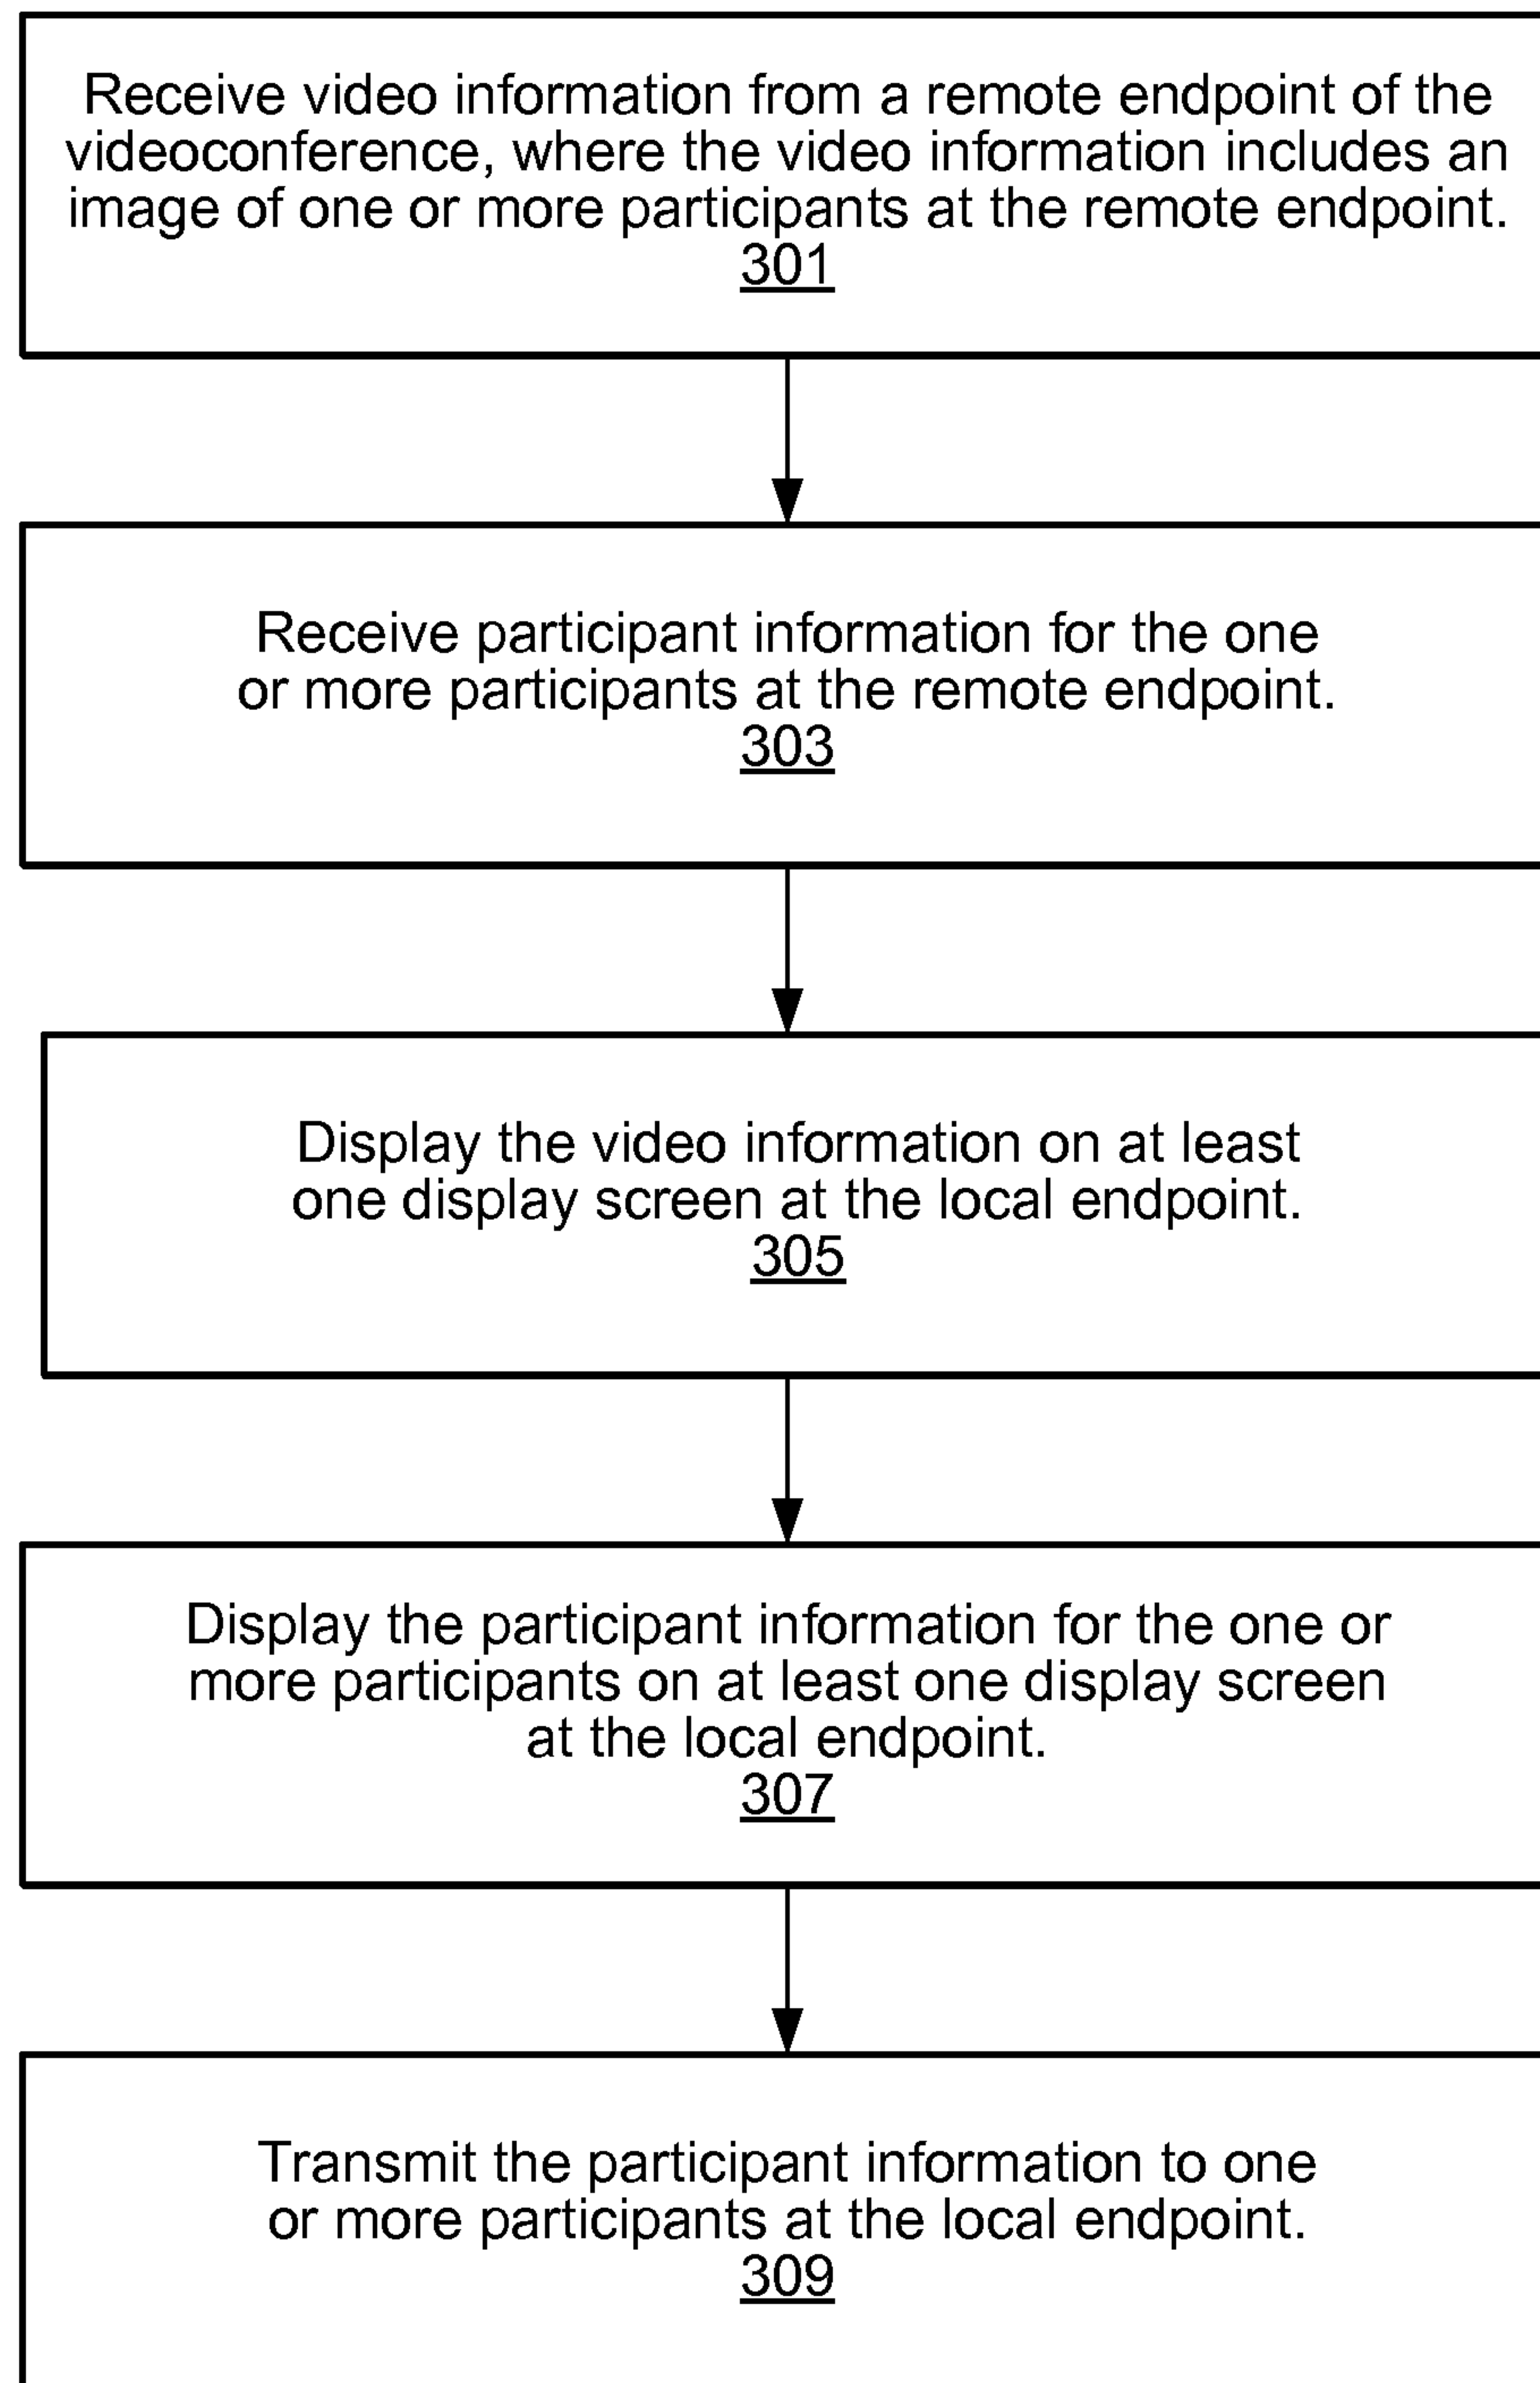 Receive video information from a remote endpoint of the
videoconference, where the video information includes an
image of one or more participants at the remote endpoint.
301
Receive participant information for the one
or more participants at the remote endpoint.
303
Display the video information on at least
one display screen at the local endpoint.
305
Display the participant information for the one or
more participants on at least one display screen
at the local endpoint.
307
Transmit the participant information to one
or more participants at the local endpoint.
309